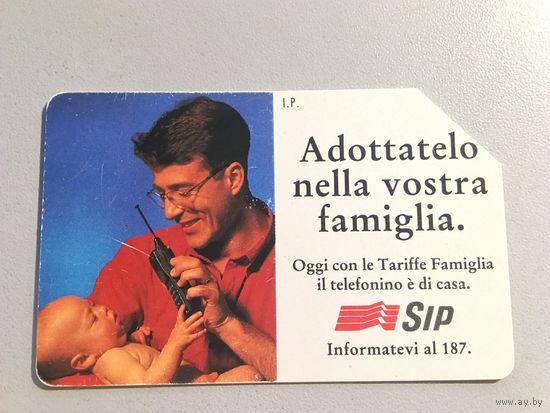 I.P.
Adottatelo
nella vostra
famiglia.
Oggi con le Tariffe Famiglia
il telefonino è di casa.
SIP
Informatevi al 187.
www.ay.by